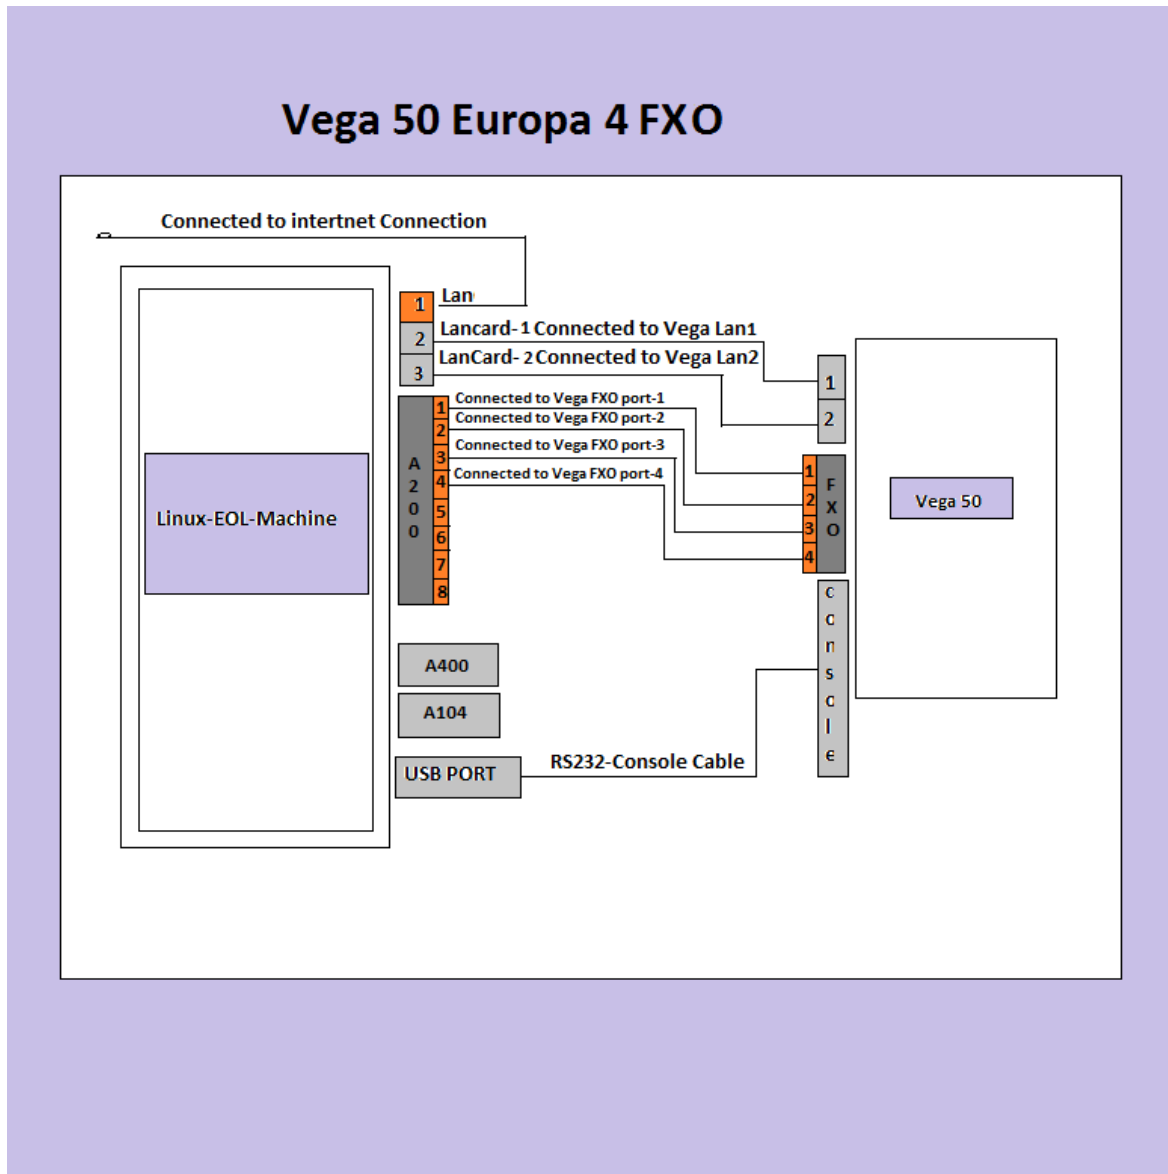 Vega 50 Europa 4 FXO
Connected to intertnet Connection
Lan
1
2
3
Lancard-1 Connected to Vega Lan1
LanCard- 2 Connected to Vega Lan2
Connected to Vega FXO port-1
Connected to Vega FXO port-2
Connected to Vega FXO port-3
Connected to Vega FXO port-4
A200
1
2
3
4
5
6
7
8
Linux-EOL-Machine
1
2
1
2
3
4
FXO
Vega 50
console
A400
A104
USB PORT
RS232-Console Cable